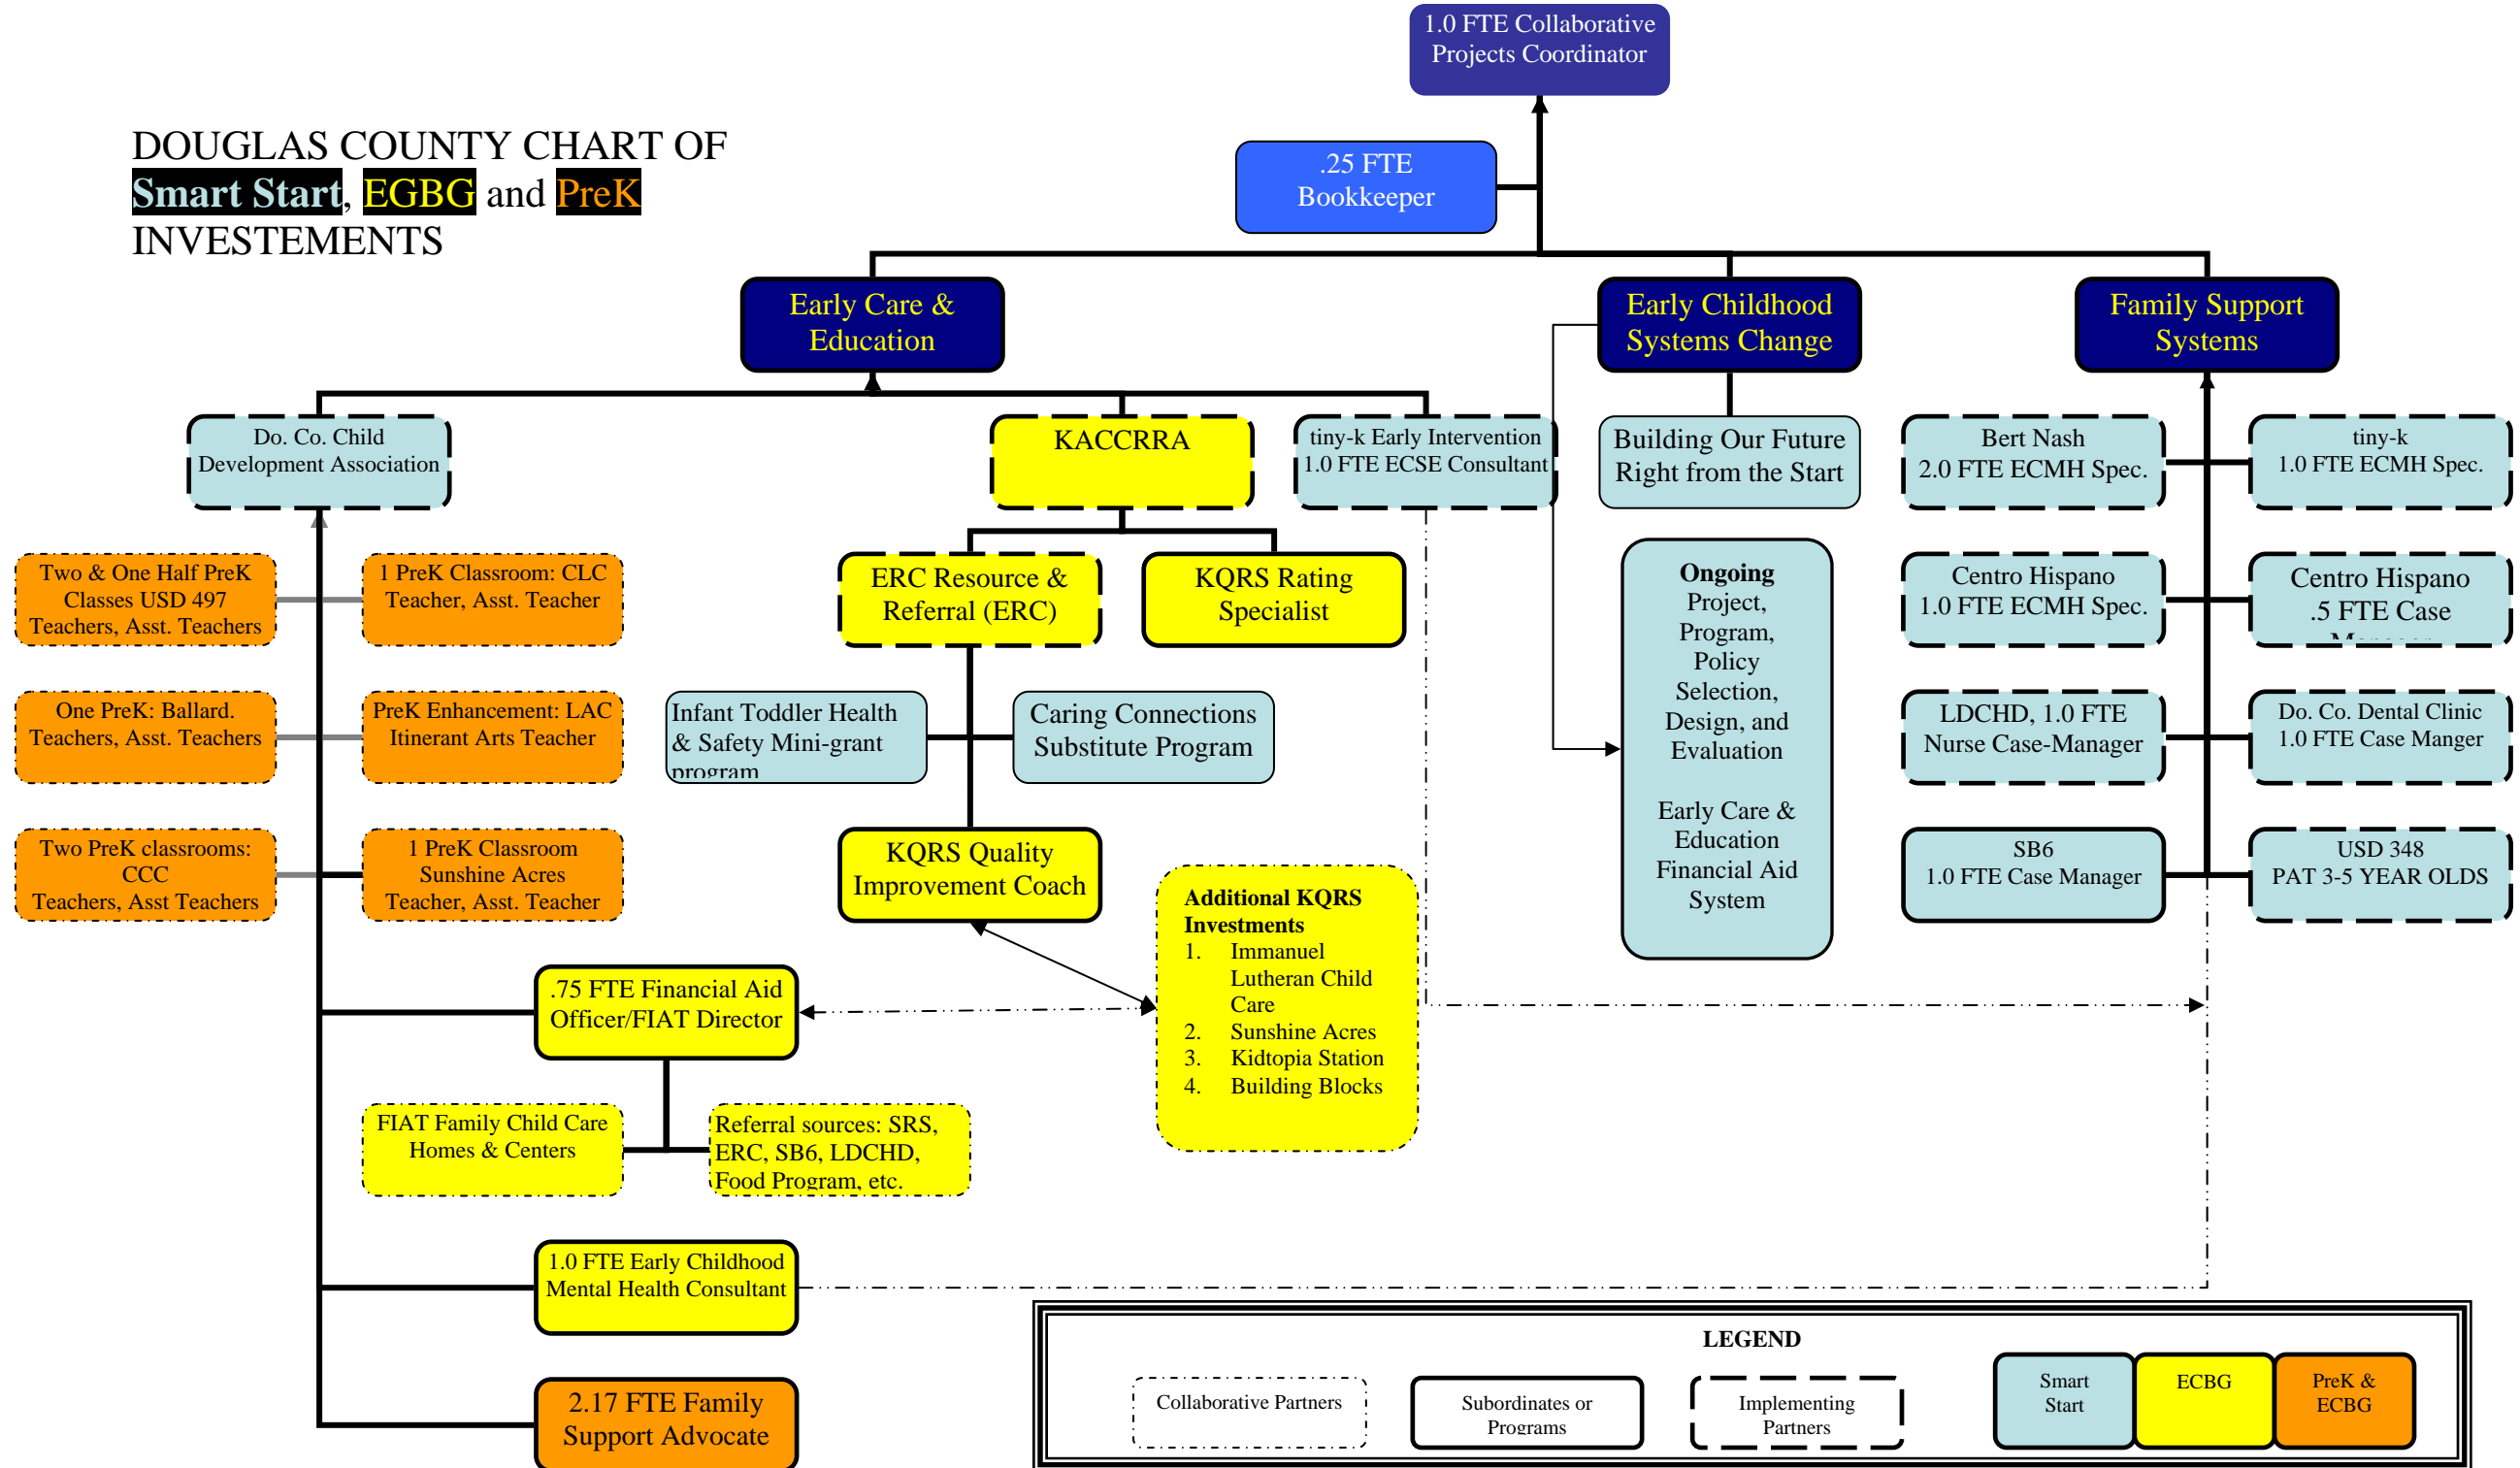 1.0 FTE Collaborative
Projects Coordinator
DOUGLAS COUNTY CHART OF
Smart Start, EGBG and PreK
INVESTEMENTS
.25 FTE
Bookkeeper
Early Care &
Education
Early Childhood
Systems Change
Family Support
Systems
Do. Co. Child
Development Association
KACCRRA
tiny-k Early Intervention
1.0 FTE ECSE Consultant
Building Our Future
Right from the Start
Bert Nash
2.0 FTE ECMH Spec.
tiny-k
1.0 FTE ECMH Spec.
Two & One Half PreK
Classes USD 497
Teachers, Asst. Teachers
1 PreK Classroom: CLC
Teacher, Asst. Teacher
ERC Resource &
Referral (ERC)
KQRS Rating
Specialist
Ongoing
Project,
Program,
Policy
Selection,
Design, and
Evaluation
Early Care &
Education
Financial Aid
System
Centro Hispano
1.0 FTE ECMH Spec.
Centro Hispano
.5 FTE Case
One PreK: Ballard.
Teachers, Asst. Teachers
PreK Enhancement: LAC
Itinerant Arts Teacher
Infant Toddler Health
& Safety Mini-grant
program
Caring Connections
Substitute Program
LDCHD, 1.0 FTE
Nurse Case-Manager
Do. Co. Dental Clinic
1.0 FTE Case Manger
Two PreK classrooms:
CCC
Teachers, Asst Teachers
1 PreK Classroom
Sunshine Acres
Teacher, Asst. Teacher
KQRS Quality
Improvement Coach
SB6
1.0 FTE Case Manager
USD 348
PAT 3-5 YEAR OLDS
Additional KQRS
Investments
1. Immanuel
Lutheran Child
Care
2. Sunshine Acres
3. Kidtopia Station
4. Building Blocks
.75 FTE Financial Aid
Officer/FIAT Director
FIAT Family Child Care
Homes & Centers
Referral sources: SRS,
ERC, SB6, LDCHD,
Food Program, etc.
1.0 FTE Early Childhood
Mental Health Consultant
2.17 FTE Family
Support Advocate
LEGEND
Collaborative Partners
Subordinates or
Programs
Implementing
Partners
Smart
Start
ECBG
PreK &
ECBG